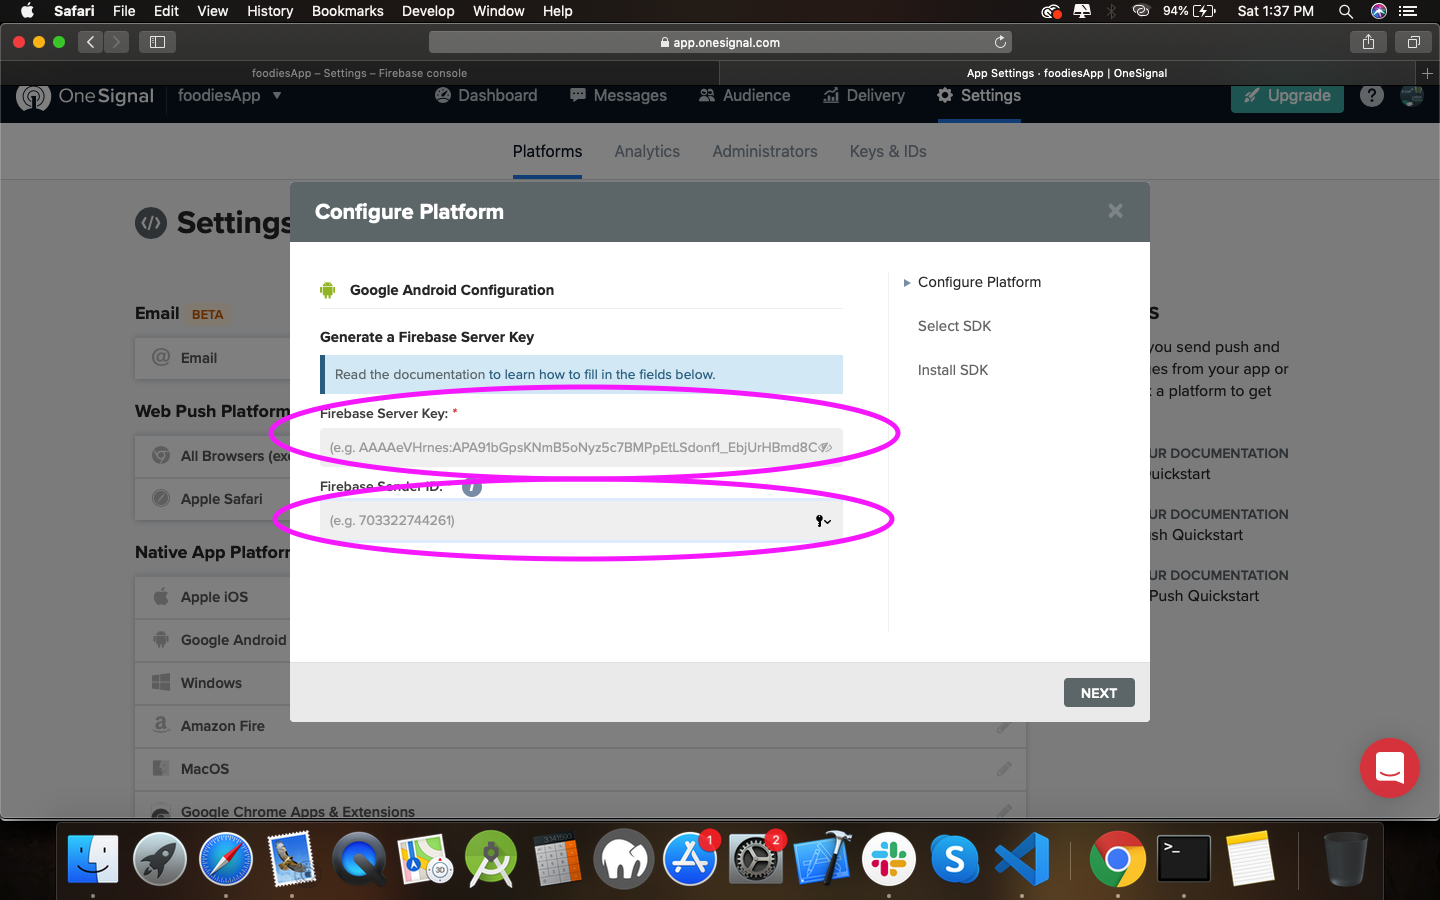 Safari File Edit View History Bookmarks Develop Window Help 94% Sat 1:37 PM
app.onesignal.com
foodiesApp – Settings – Firebase console
App Settings · foodiesApp | OneSignal
OneSignal foodiesApp Dashboard Messages Audience Delivery Settings Upgrade ?
Platforms Analytics Administrators Keys & IDs
Settings
Configure Platform
Google Android Configuration
Generate a Firebase Server Key
Read the documentation to learn how to fill in the fields below.
Firebase Server Key: *
(e.g. AAAAeVHrnes:APA91bGpsKNmB5oNyz5c7BMPpEtLSdonf1_EbjUrHBmd8C
Firebase Sender ID:
(e.g. 703322744261)
Configure Platform
Select SDK
Install SDK
NEXT
Email BETA
Email
Web Push Platform
All Browsers (exc
Apple Safari
Native App Platform
Apple iOS
Google Android
Windows
Amazon Fire
MacOS
Google Chrome Apps & Extensions
you send push and
es from your app or
a platform to get
UR DOCUMENTATION
Quickstart
UR DOCUMENTATION
sh Quickstart
UR DOCUMENTATION
Push Quickstart
1
2
3D